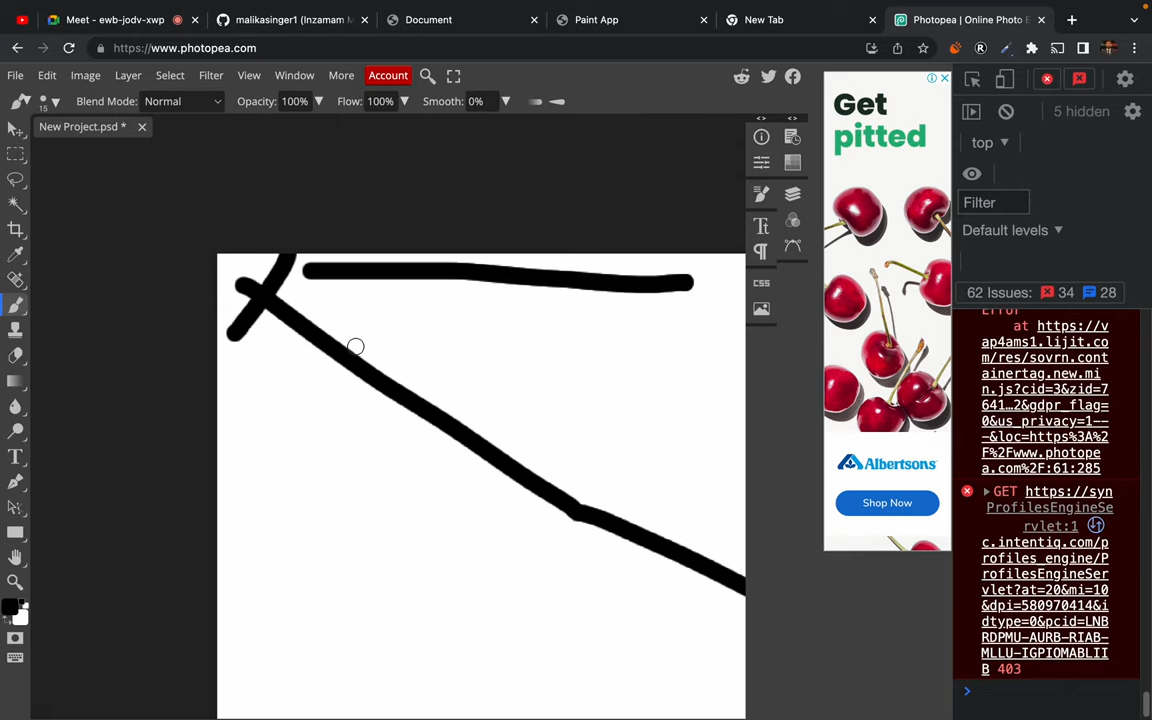 Meet - ewb-jodv-xwp
malikasinger1 (Inzamam M
Document
Paint App
New Tab
Photopea | Online Photo E
https://www.photopea.com
File Edit Image Layer Select Filter View Window More Account
15 Blend Mode: Normal Opacity: 100% Flow: 100% Smooth: 0%
New Project.psd *
CSS
Get
pitted
Albertsons
Shop Now
5 hidden
top
Filter
Default levels
62 Issues: 34 28
Error
at https://v
ap4ams1.lijit.co
m/res/sovrn.cont
ainertag.new.mi
n.js?cid=3&zid=7
641…2&gdpr_flag=
0&us_privacy=1--
-&loc=https%3A%2
F%2Fwww.photope
a.com%2F:61:285
GET https://syn
ProfilesEngineSe
rvlet:1
c.intentiq.com/p
rofiles_engine/P
rofilesEngineSer
vlet?at=20&mi=10
&dpi=580970414&i
dtype=0&pcid=LNB
RDPMU-AURB-RIAB-
MLLU-IGPIOMABLII
B 403